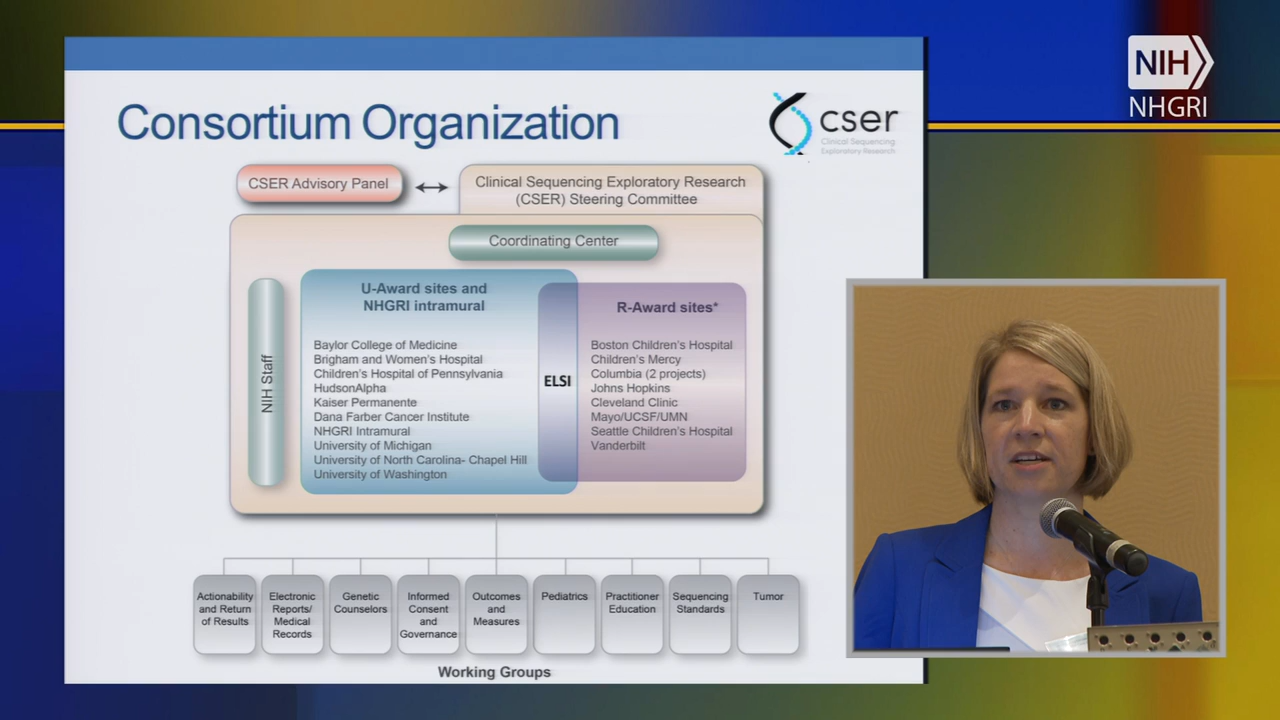 NIH
NHGRI
Consortium Organization
cser
Clinical Sequencing
Exploratory Research
CSER Advisory Panel
Clinical Sequencing Exploratory Research
(CSER) Steering Committee
Coordinating Center
NIH Staff
U-Award sites and
NHGRI intramural
Baylor College of Medicine
Brigham and Women's Hospital
Children's Hospital of Pennsylvania
HudsonAlpha
Kaiser Permanente
Dana Farber Cancer Institute
NHGRI Intramural
University of Michigan
University of North Carolina- Chapel Hill
University of Washington
ELSI
R-Award sites*
Boston Children's Hospital
Children's Mercy
Columbia (2 projects)
Johns Hopkins
Cleveland Clinic
Mayo/UCSF/UMN
Seattle Children's Hospital
Vanderbilt
Actionability
and Return
of Results
Electronic
Reports/
Medical
Records
Genetic
Counselors
Informed
Consent
and
Governance
Outcomes
and
Measures
Pediatrics
Practitioner
Education
Sequencing
Standards
Tumor
Working Groups